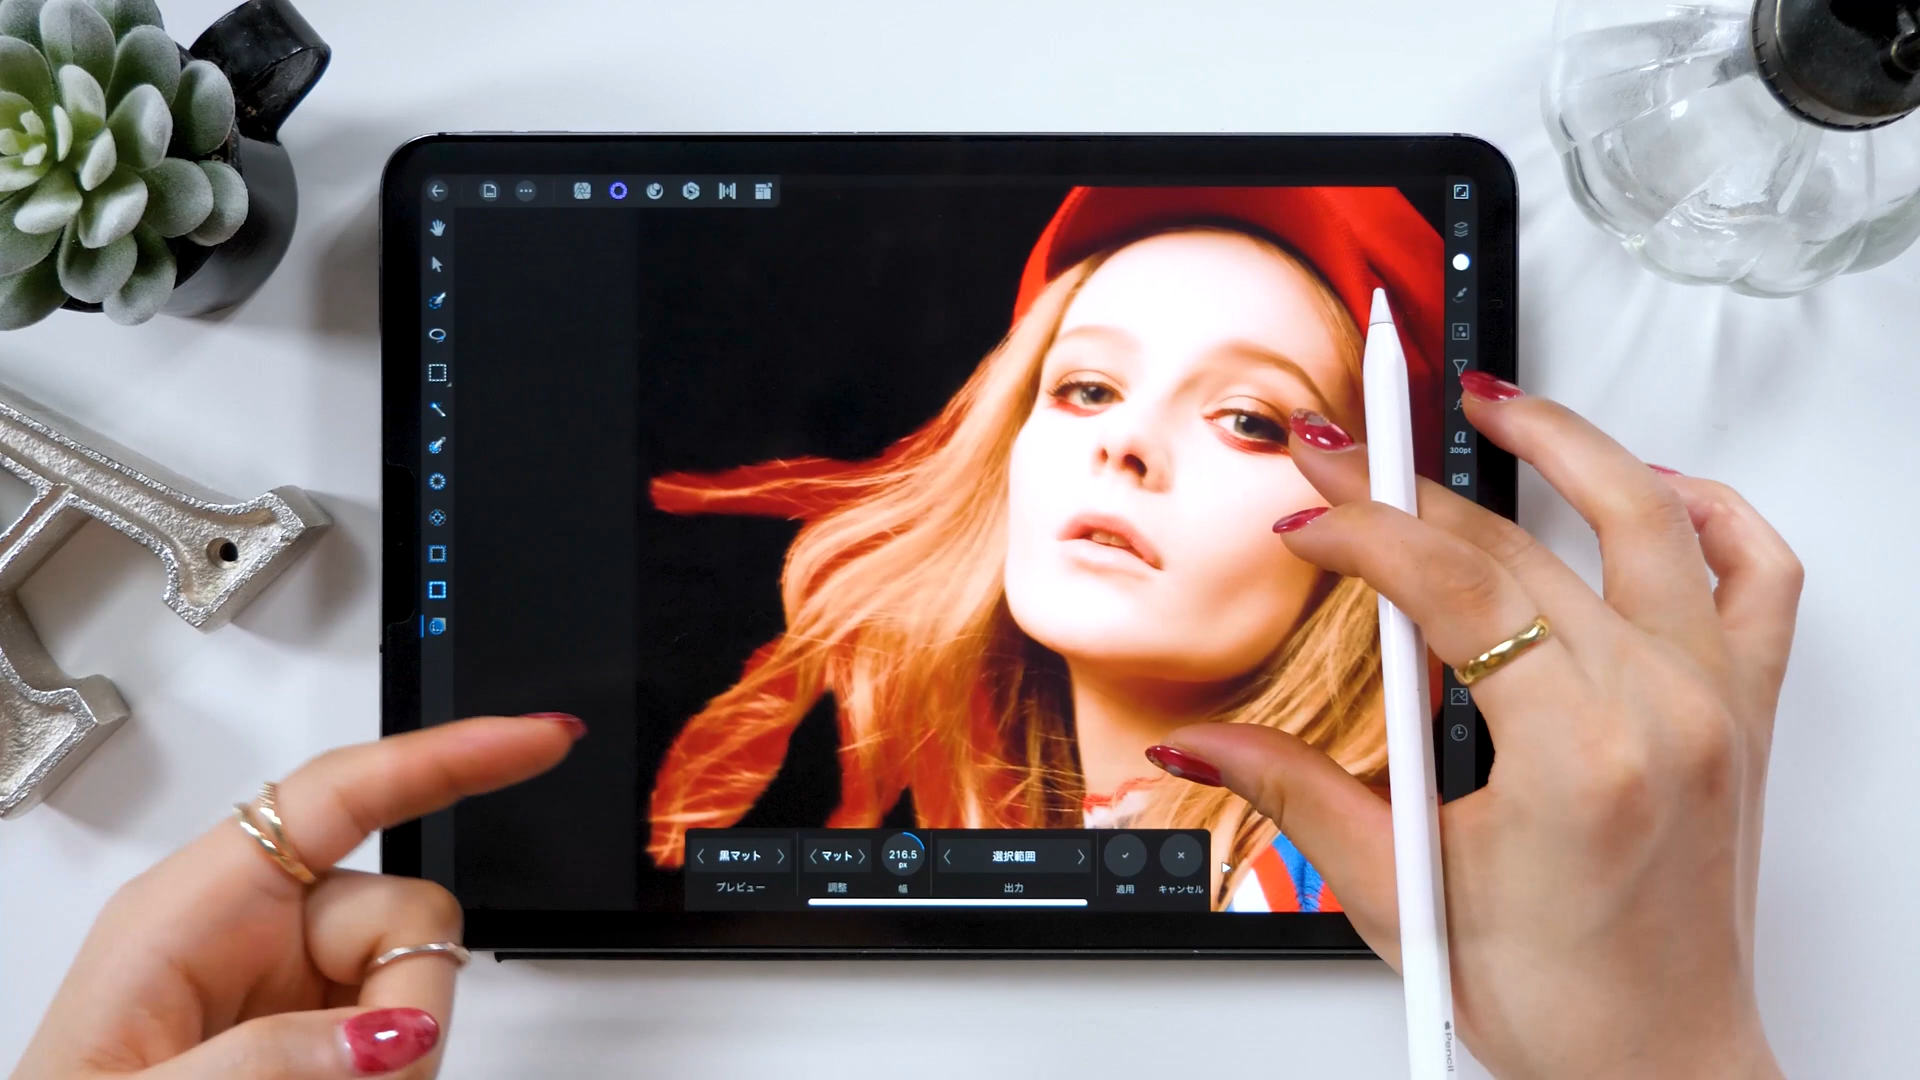 a
300pt
黒マット
マット
216.5
px
選択範囲
プレビュー
調整
幅
出力
適用
キャンセル
Pencil